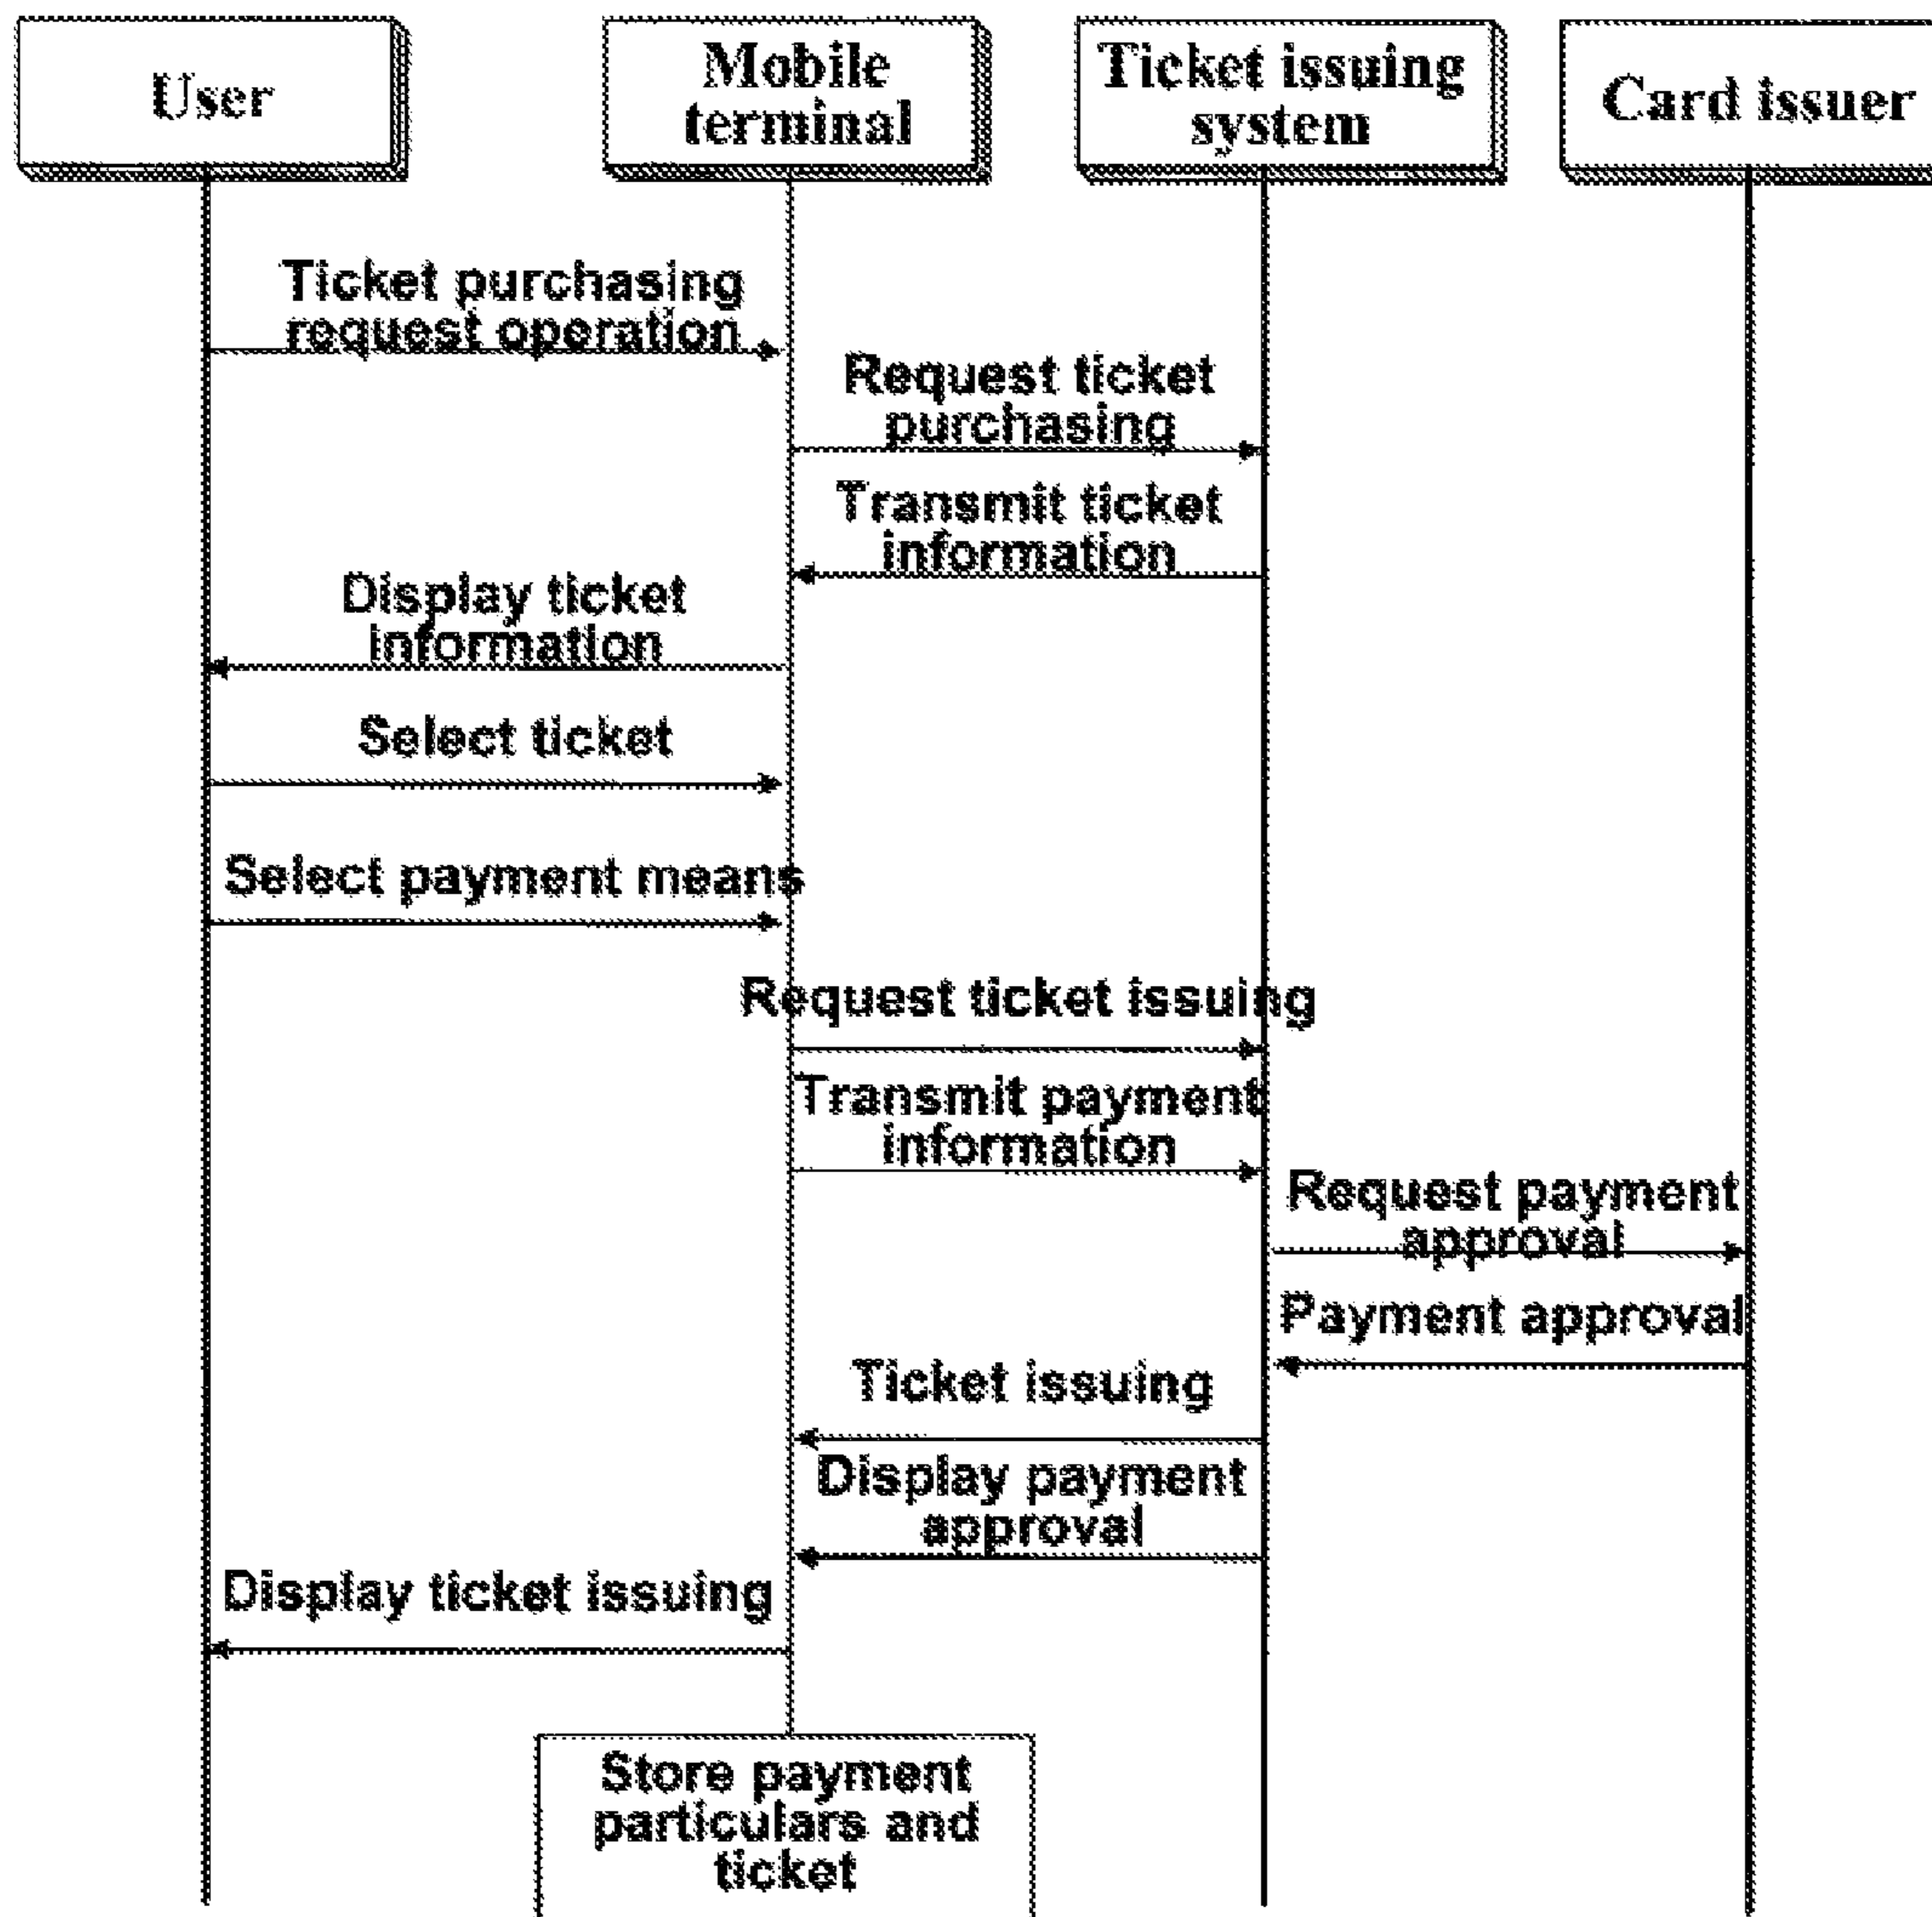 User
Mobile
terminal
Ticket issuing
system
Card issuer
Ticket purchasing
request operation
Request ticket
purchasing
Transmit ticket
information
Display ticket
information
Select ticket
Select payment means
Request ticket issuing
Transmit payment
information
Request payment
approval
Payment approval
Ticket issuing
Display payment
approval
Display ticket issuing
Store payment
particulars and
ticket